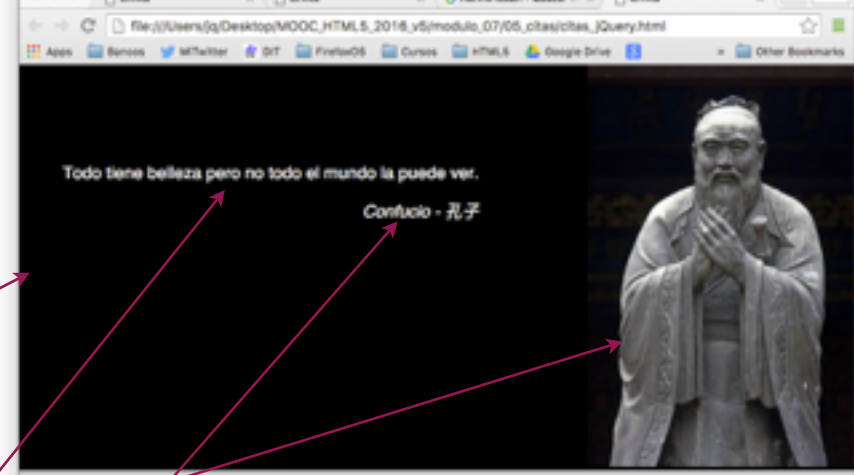 file:///Users/jq/Desktop/MOOC_HTML5_2016_v5/modulo_07/05_citas/citas_jQuery.html
Apps Bancos MiTwitter DIT FirefoxOS Cursos HTML5 Google Drive » Other Bookmarks
Todo tiene belleza pero no todo el mundo la puede ver.
Confucio - 孔子